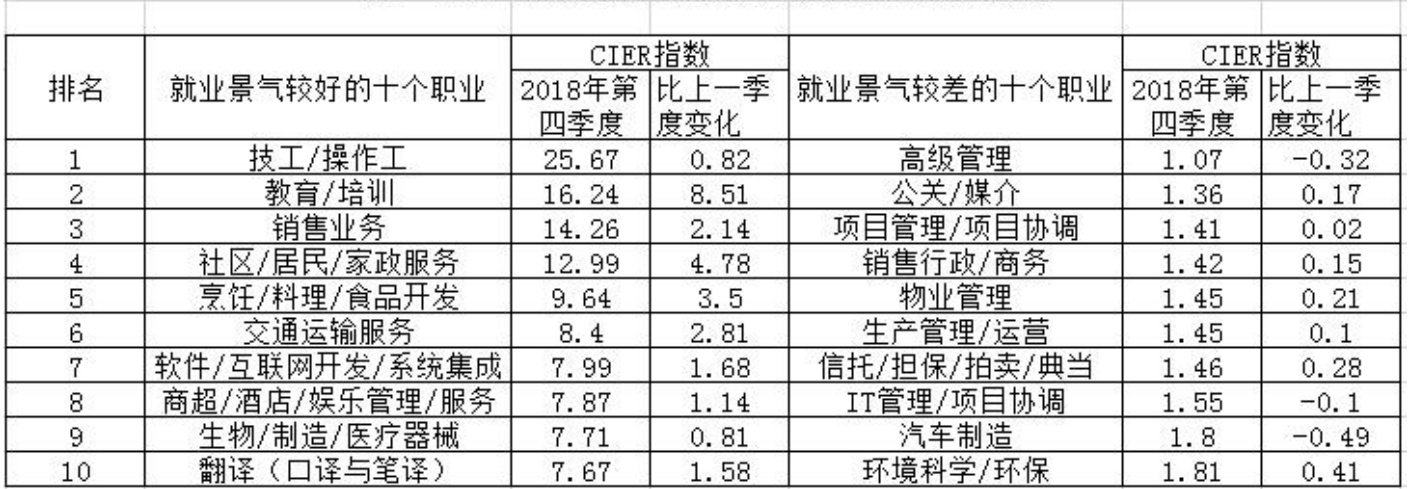 CIER指数 CIER指数
排名 就业景气较好的十个职业 2018年第四季度 比上一季度变化 就业景气较差的十个职业 2018年第四季度 比上一季度变化
1 技工/操作工 25.67 0.82 高级管理 1.07 -0.32
2 教育/培训 16.24 8.51 公关/媒介 1.36 0.17
3 销售业务 14.26 2.14 项目管理/项目协调 1.41 0.02
4 社区/居民/家政服务 12.99 4.78 销售行政/商务 1.42 0.15
5 烹饪/料理/食品开发 9.64 3.5 物业管理 1.45 0.21
6 交通运输服务 8.4 2.81 生产管理/运营 1.45 0.1
7 软件/互联网开发/系统集成 7.99 1.68 信托/担保/拍卖/典当 1.46 0.28
8 商超/酒店/娱乐管理/服务 7.87 1.14 IT管理/项目协调 1.55 -0.1
9 生物/制造/医疗器械 7.71 0.81 汽车制造 1.8 -0.49
10 翻译（口译与笔译） 7.67 1.58 环境科学/环保 1.81 0.41